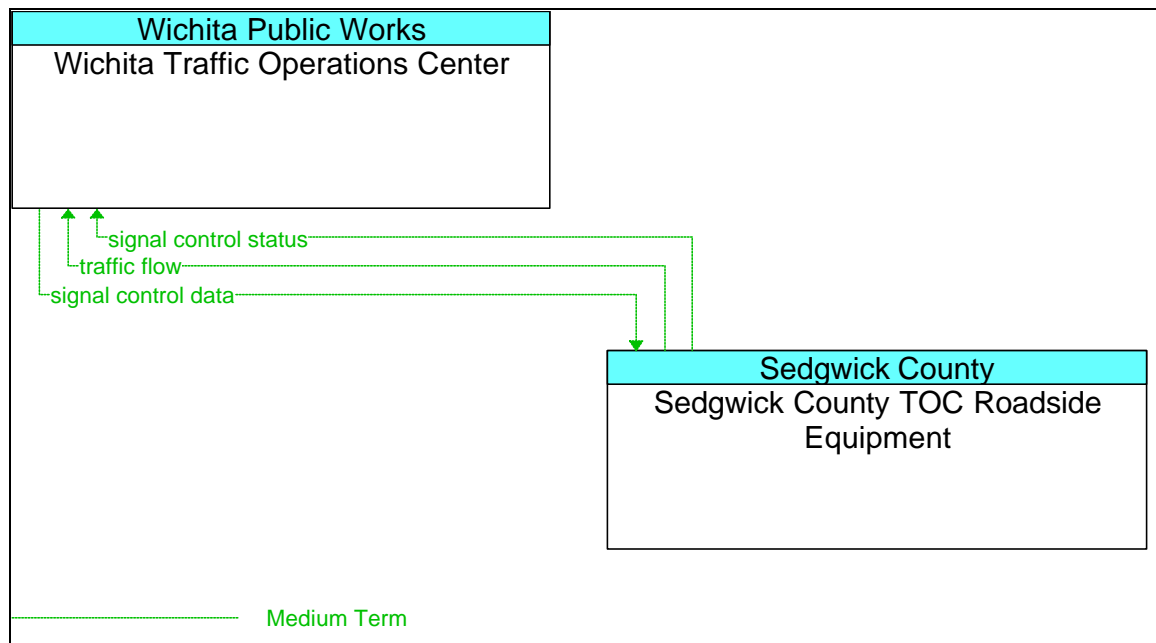 Wichita Public Works
Wichita Traffic Operations Center
signal control status
traffic flow
signal control data
Sedgwick County
Sedgwick County TOC Roadside
Equipment
Medium Term